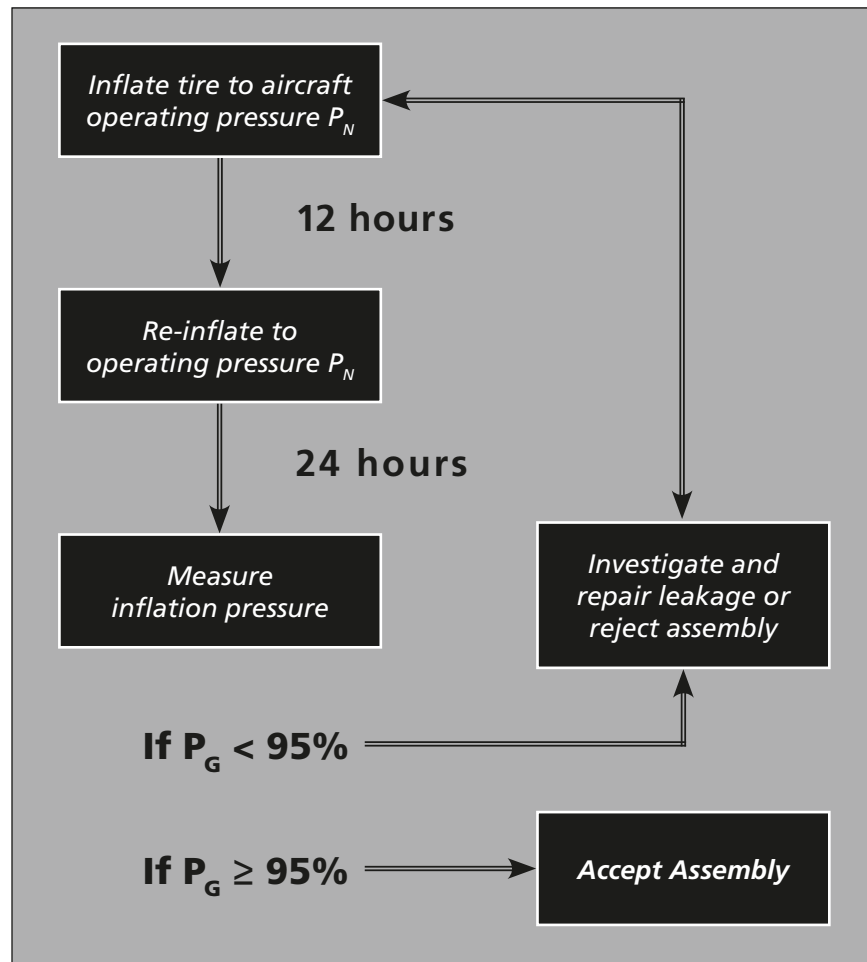 Inflate tire to aircraft
operating pressure P_N
12 hours
Re-inflate to
operating pressure P_N
24 hours
Measure
inflation pressure
Investigate and
repair leakage or
reject assembly
If P_G < 95%
If P_G ≥ 95%
Accept Assembly